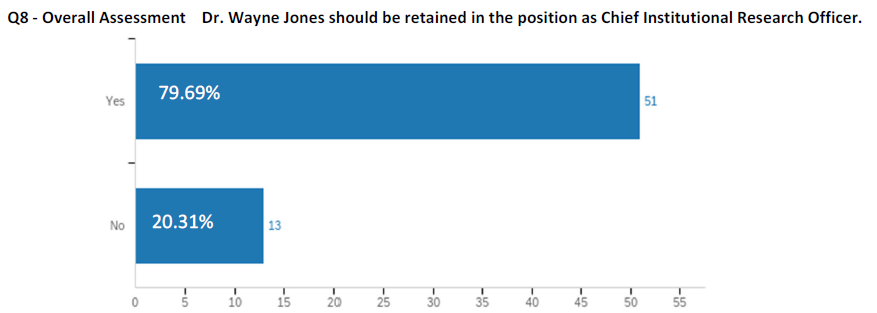 Q8 - Overall Assessment Dr. Wayne Jones should be retained in the position as Chief Institutional Research Officer.
Yes 79.69% 51
No 20.31% 13
0 5 10 15 20 25 30 35 40 45 50 55